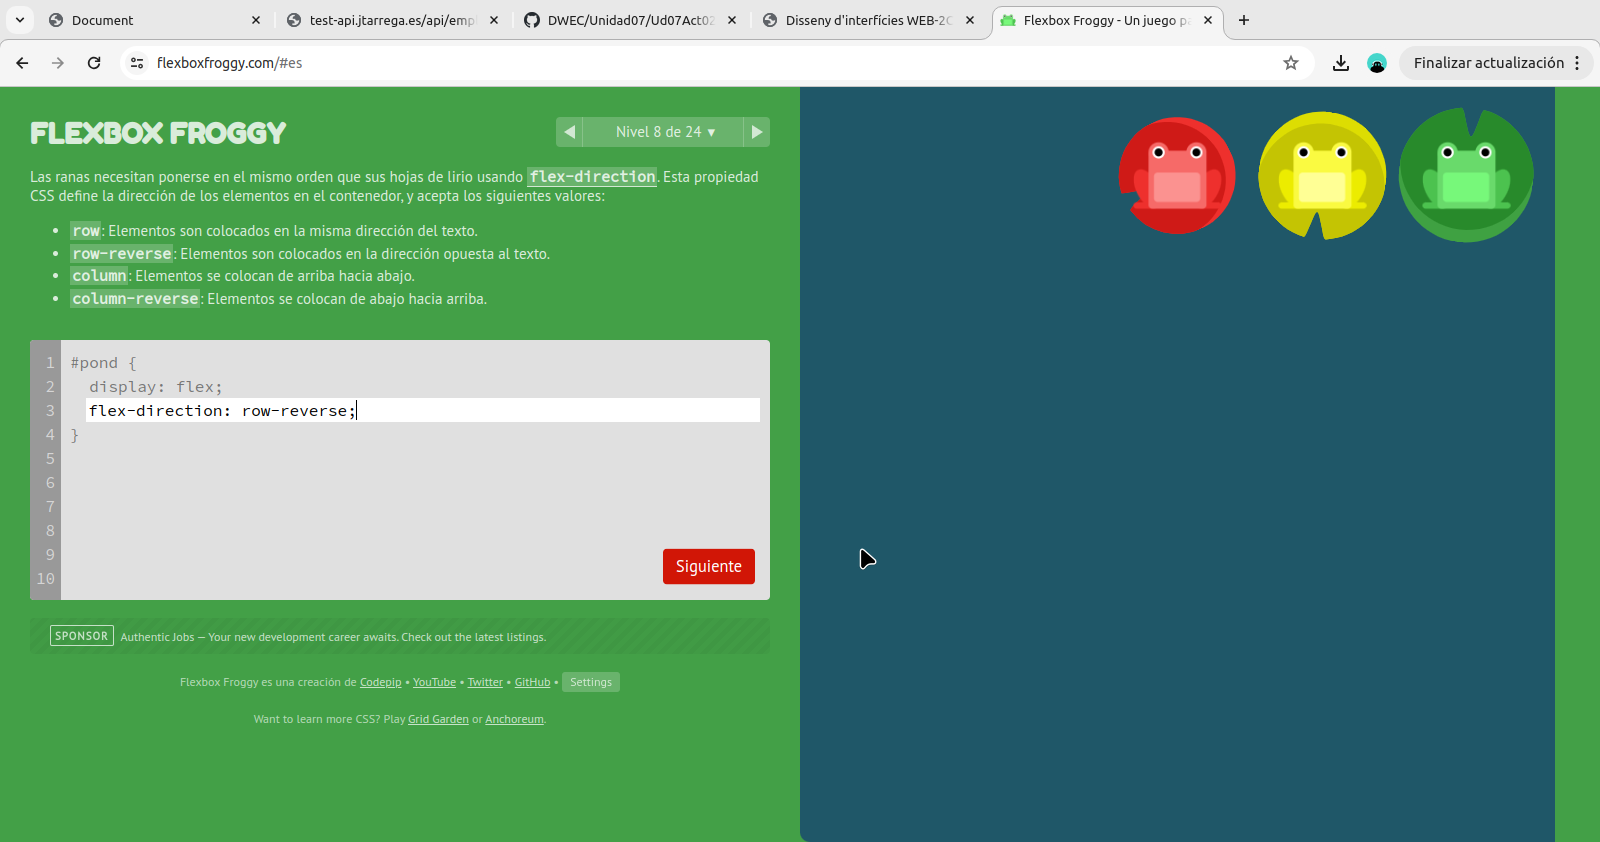 Document
test-api.jtarrega.es/api/emp
DWEC/Unidad07/Ud07Act02
Disseny d'interfícies WEB-2C
Flexbox Froggy - Un juego pa
flexboxfroggy.com/#es
Finalizar actualización
FLEXBOX FROGGY
Nivel 8 de 24 ▾
Las ranas necesitan ponerse en el mismo orden que sus hojas de lirio usando flex-direction. Esta propiedad
CSS define la dirección de los elementos en el contenedor, y acepta los siguientes valores:
• row: Elementos son colocados en la misma dirección del texto.
• row-reverse: Elementos son colocados en la dirección opuesta al texto.
• column: Elementos se colocan de arriba hacia abajo.
• column-reverse: Elementos se colocan de abajo hacia arriba.
1 #pond {
2 display: flex;
3 flex-direction: row-reverse;
4 }
5
6
7
8
9
10
Siguiente
SPONSOR Authentic Jobs — Your new development career awaits. Check out the latest listings.
Flexbox Froggy es una creación de Codepip • YouTube • Twitter • GitHub • Settings
Want to learn more CSS? Play Grid Garden or Anchoreum.